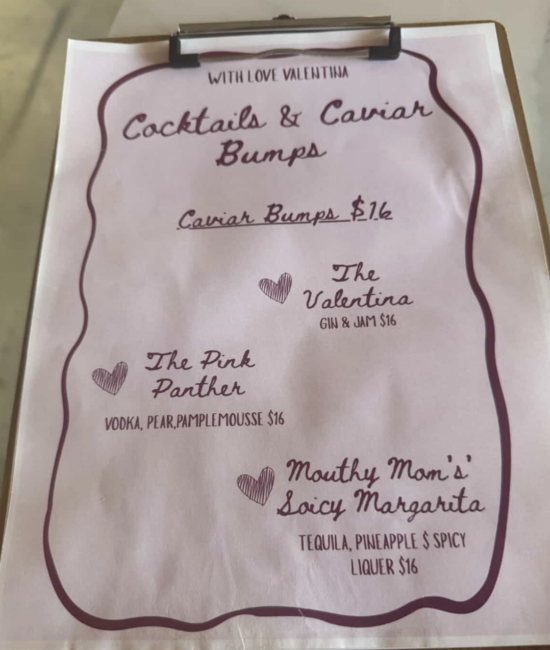 WITH LOVE VALENTINA
Cocktails & Caviar
Bumps
Caviar Bumps $16
The
Valentina
GIN & JAM $16
The Pink
Panther
VODKA, PEAR,PAMPLEMOUSSE $16
Mouthy Mom's'
Soicy Margarita
TEQUILA, PINEAPPLE $ SPICY
LIQUER $16